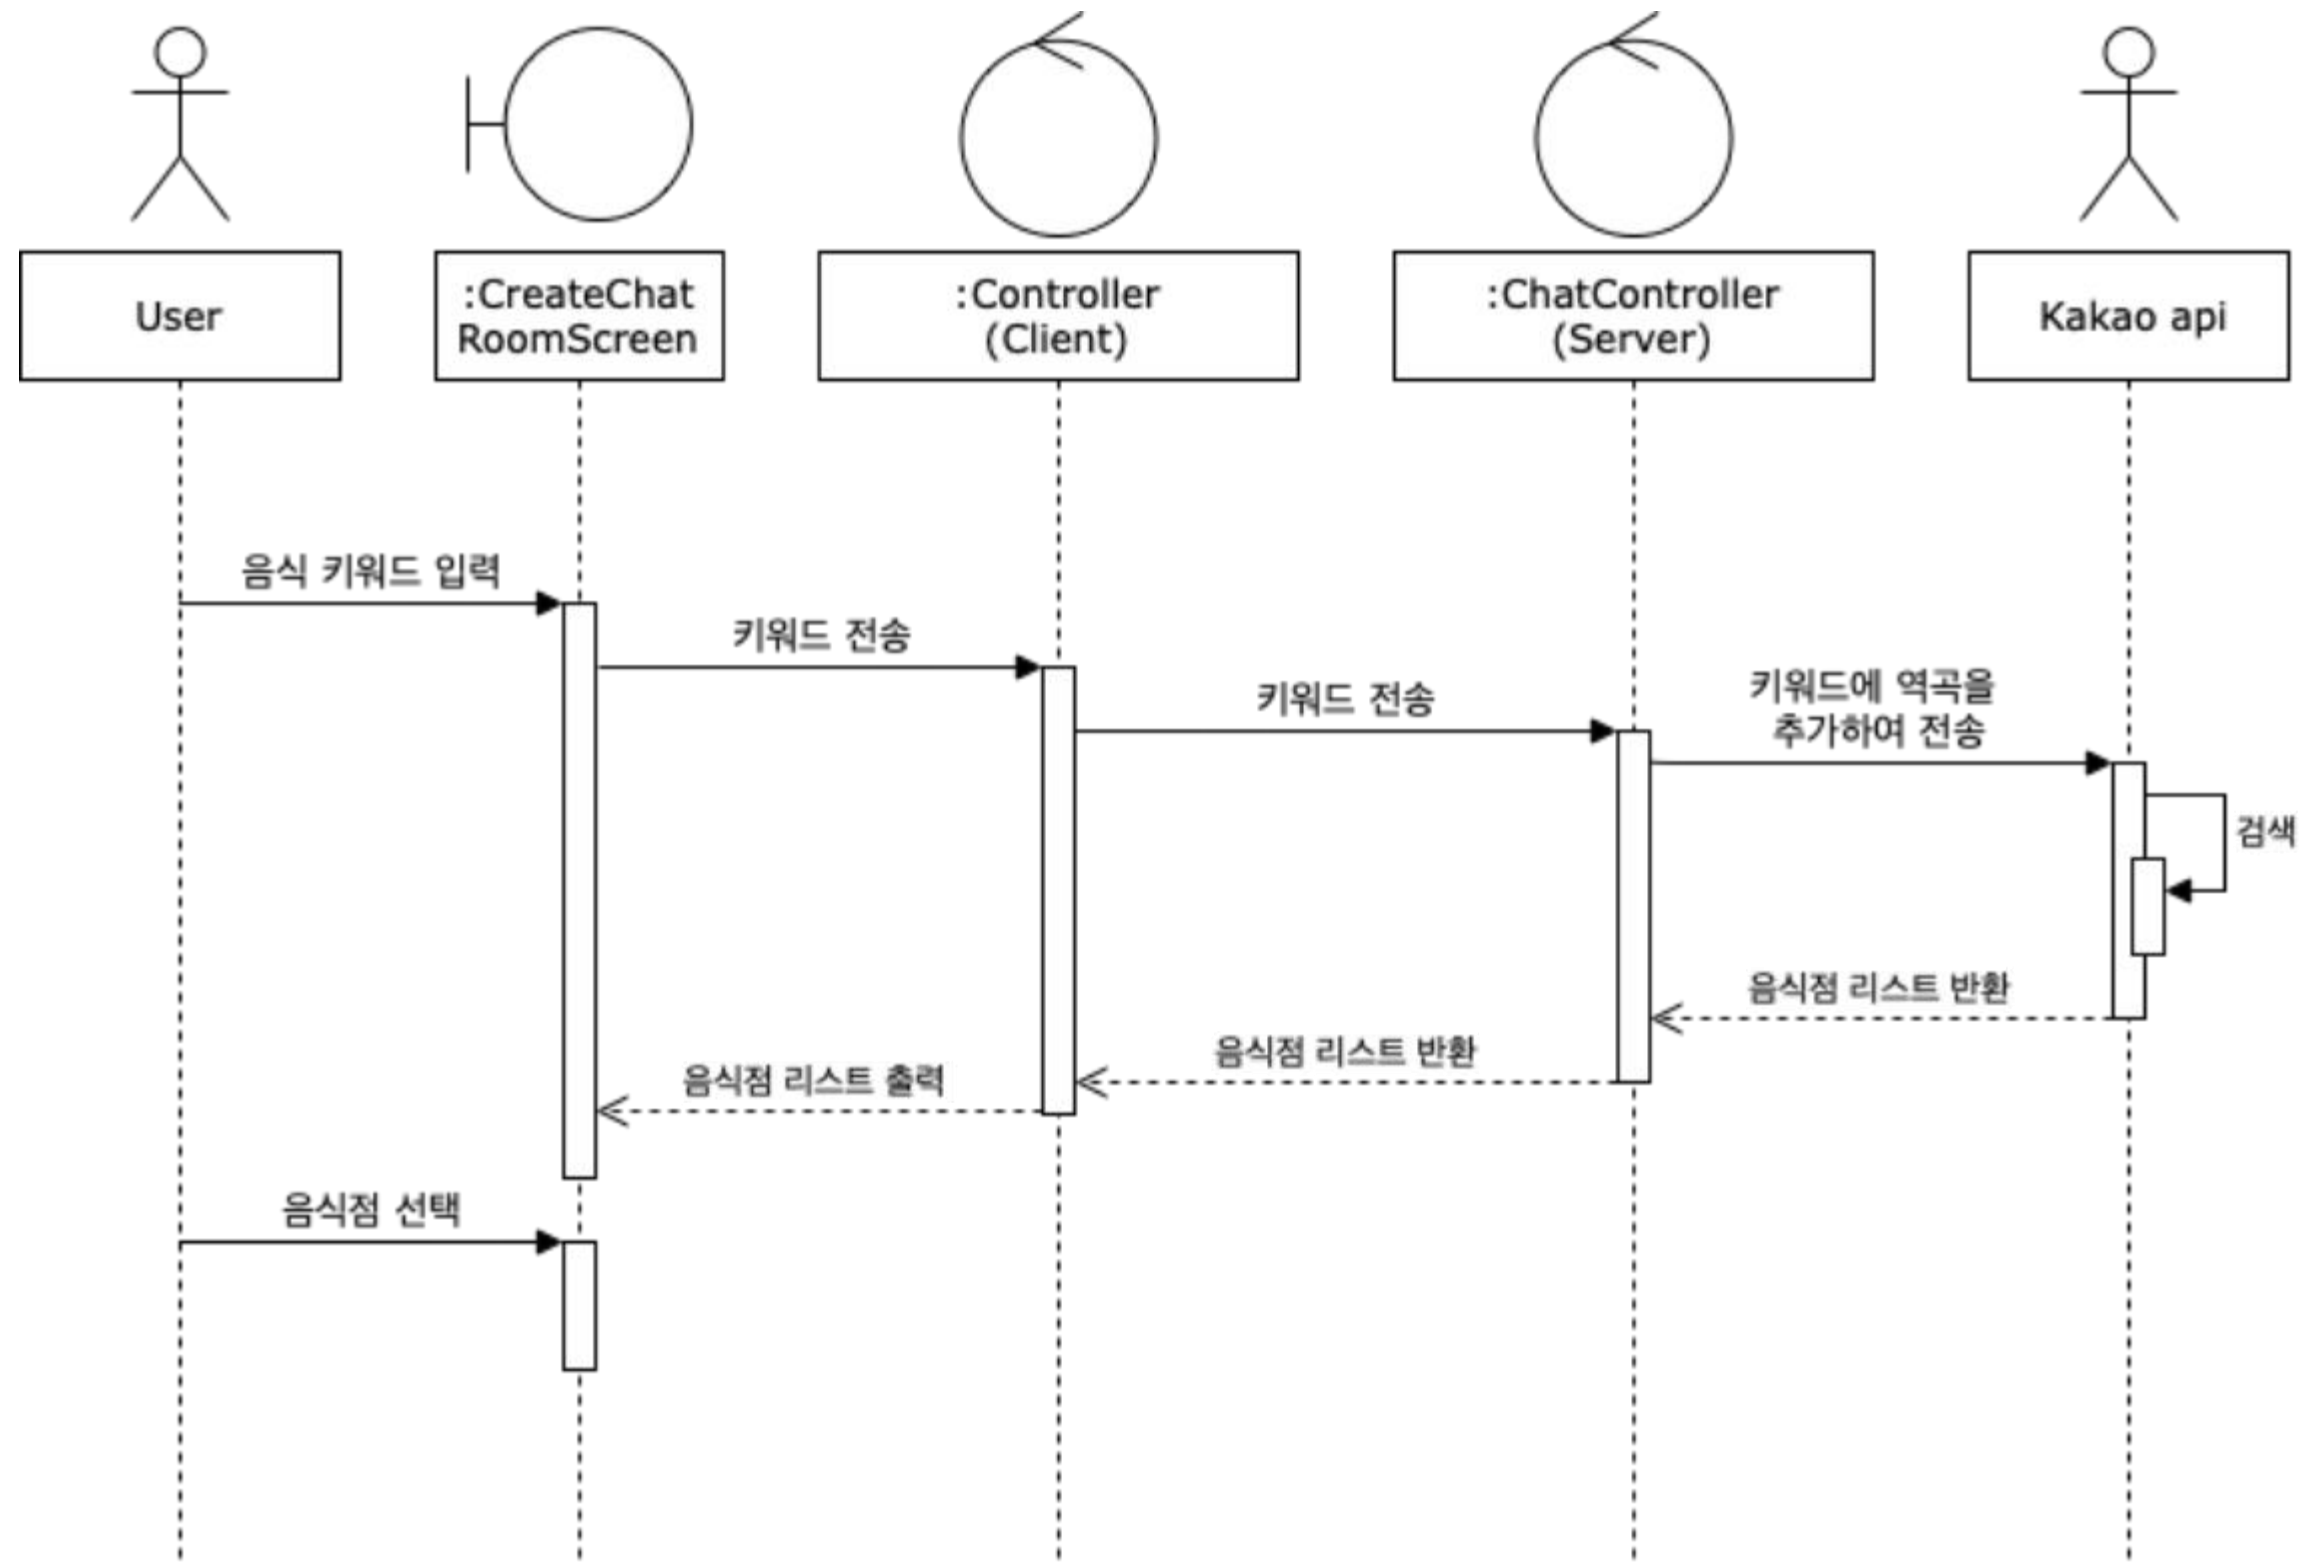 User
:CreateChat
RoomScreen
:Controller
(Client)
:ChatController
(Server)
Kakao api
음식 키워드 입력
키워드 전송
키워드 전송
키워드에 역곡을
추가하여 전송
검색
음식점 리스트 반환
음식점 리스트 반환
음식점 리스트 출력
음식점 선택